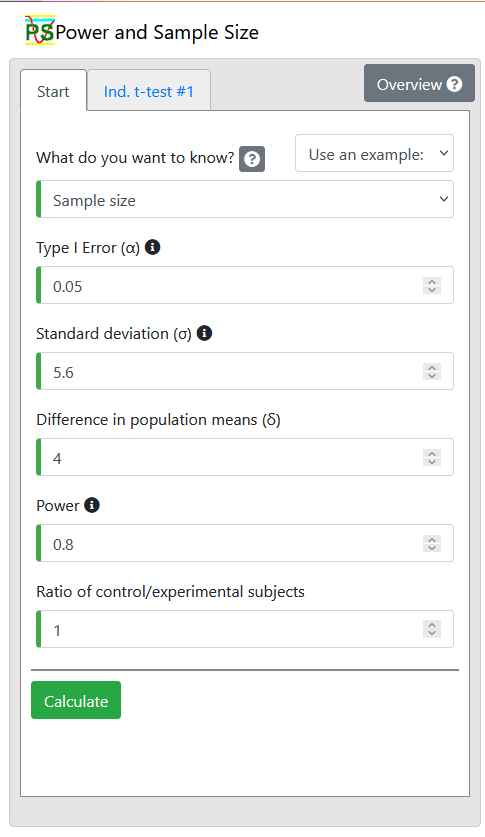 PS Power and Sample Size
Overview ?
Start
Ind. t-test #1
What do you want to know? ?
Use an example:
Sample size
Type I Error (α) i
0.05
Standard deviation (σ) i
5.6
Difference in population means (δ)
4
Power i
0.8
Ratio of control/experimental subjects
1
Calculate